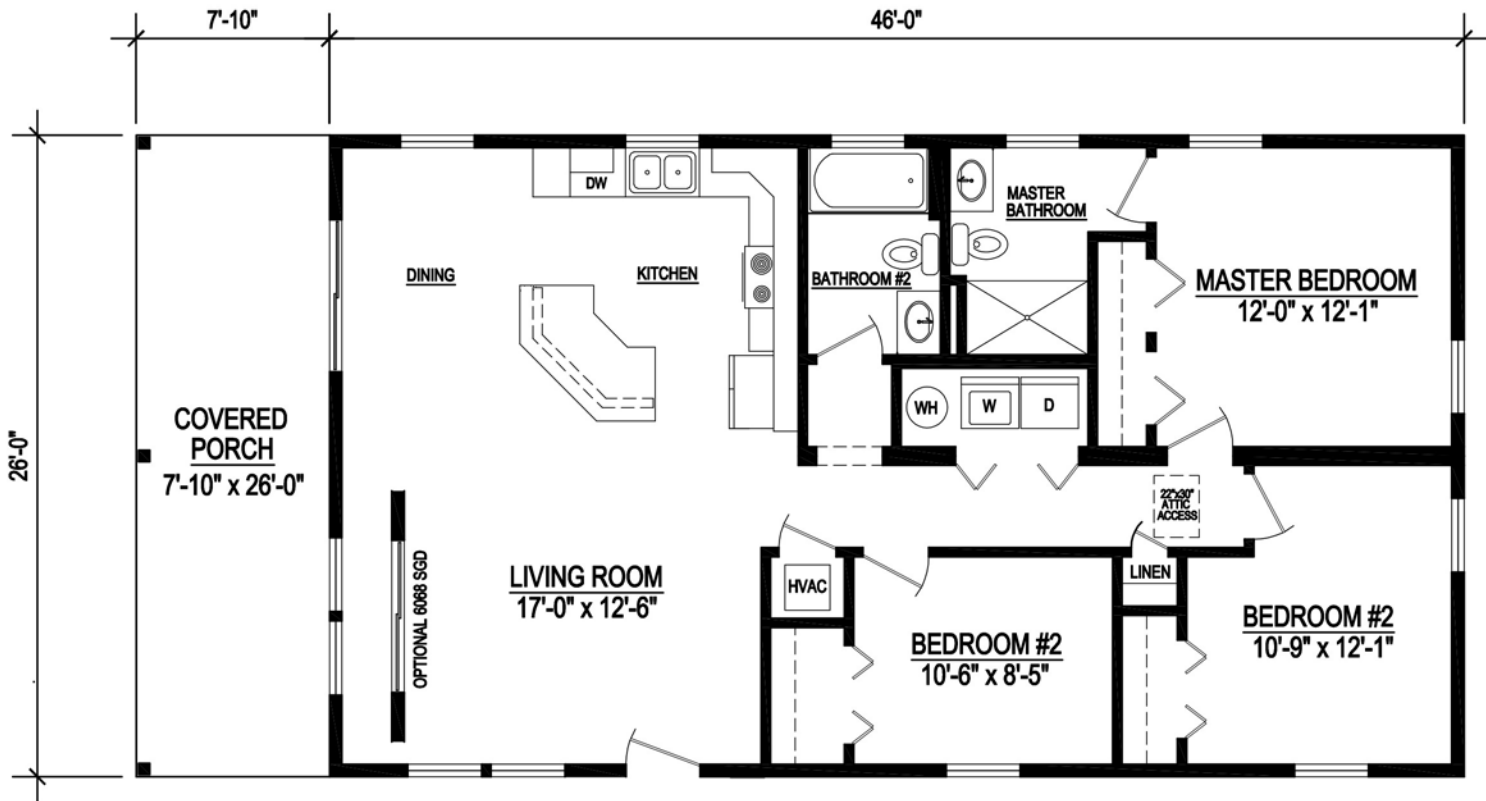 7'-10"
46'-0"
26'-0"
COVERED
PORCH
7'-10" x 26'-0"
DINING
DW
KITCHEN
BATHROOM #2
MASTER
BATHROOM
MASTER BEDROOM
12'-0" x 12'-1"
WH
W
D
22"x30"
ATTIC
ACCESS
OPTIONAL 6068 SGD
LIVING ROOM
17'-0" x 12'-6"
HVAC
LINEN
BEDROOM #2
10'-6" x 8'-5"
BEDROOM #2
10'-9" x 12'-1"